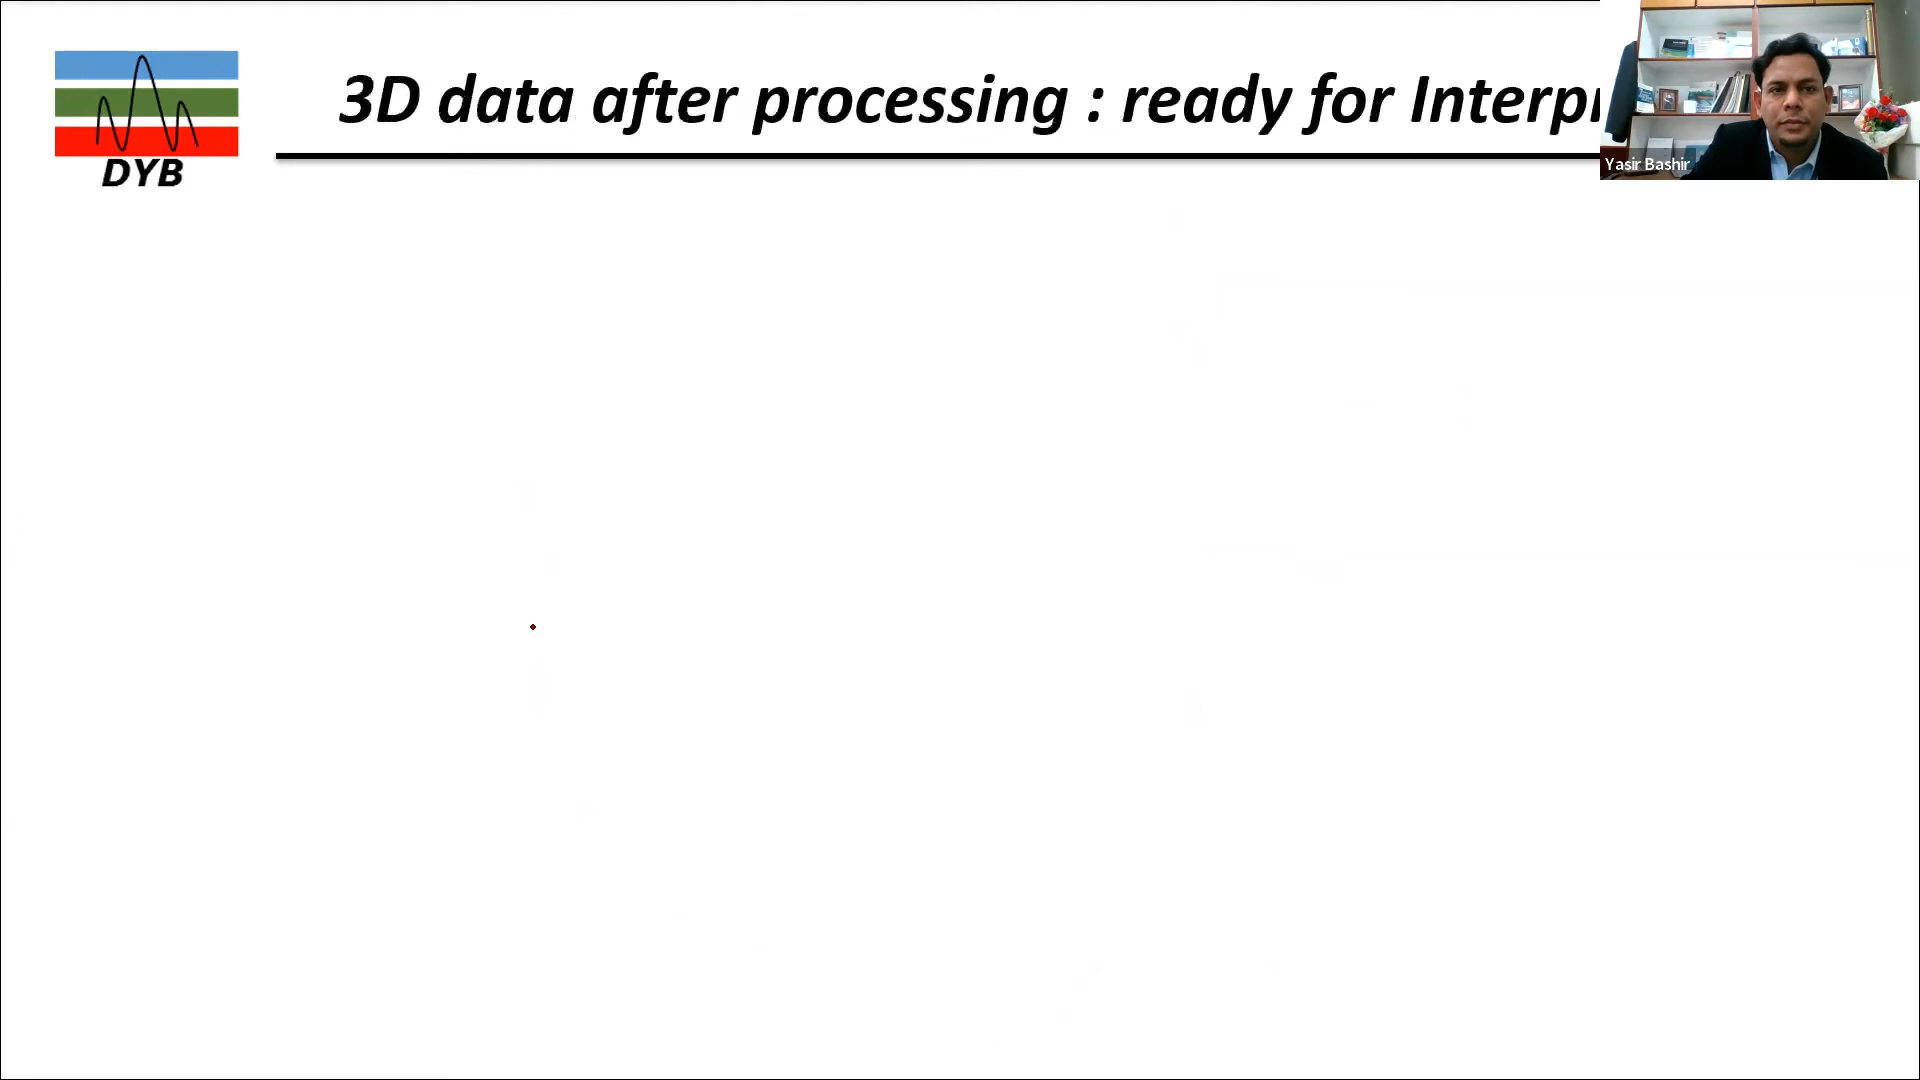 3D data after processing : ready for Interp
DYB
Yasir Bashir